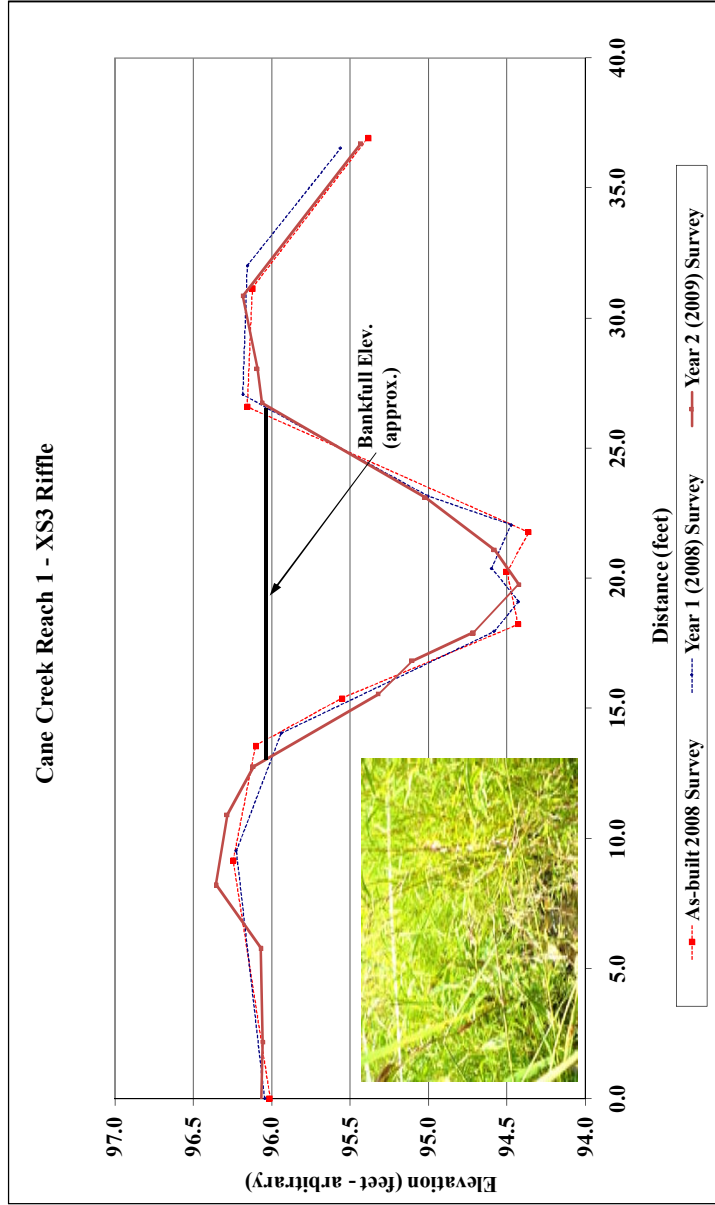 Cane Creek Reach 1 - XS3 Riffle
Elevation (feet - arbitrary)
97.0
96.5
96.0
95.5
95.0
94.5
94.0
Bankfull Elev.
(approx.)
0.0 5.0 10.0 15.0 20.0 25.0 30.0 35.0 40.0
Distance (feet)
As-built 2008 Survey Year 1 (2008) Survey Year 2 (2009) Survey